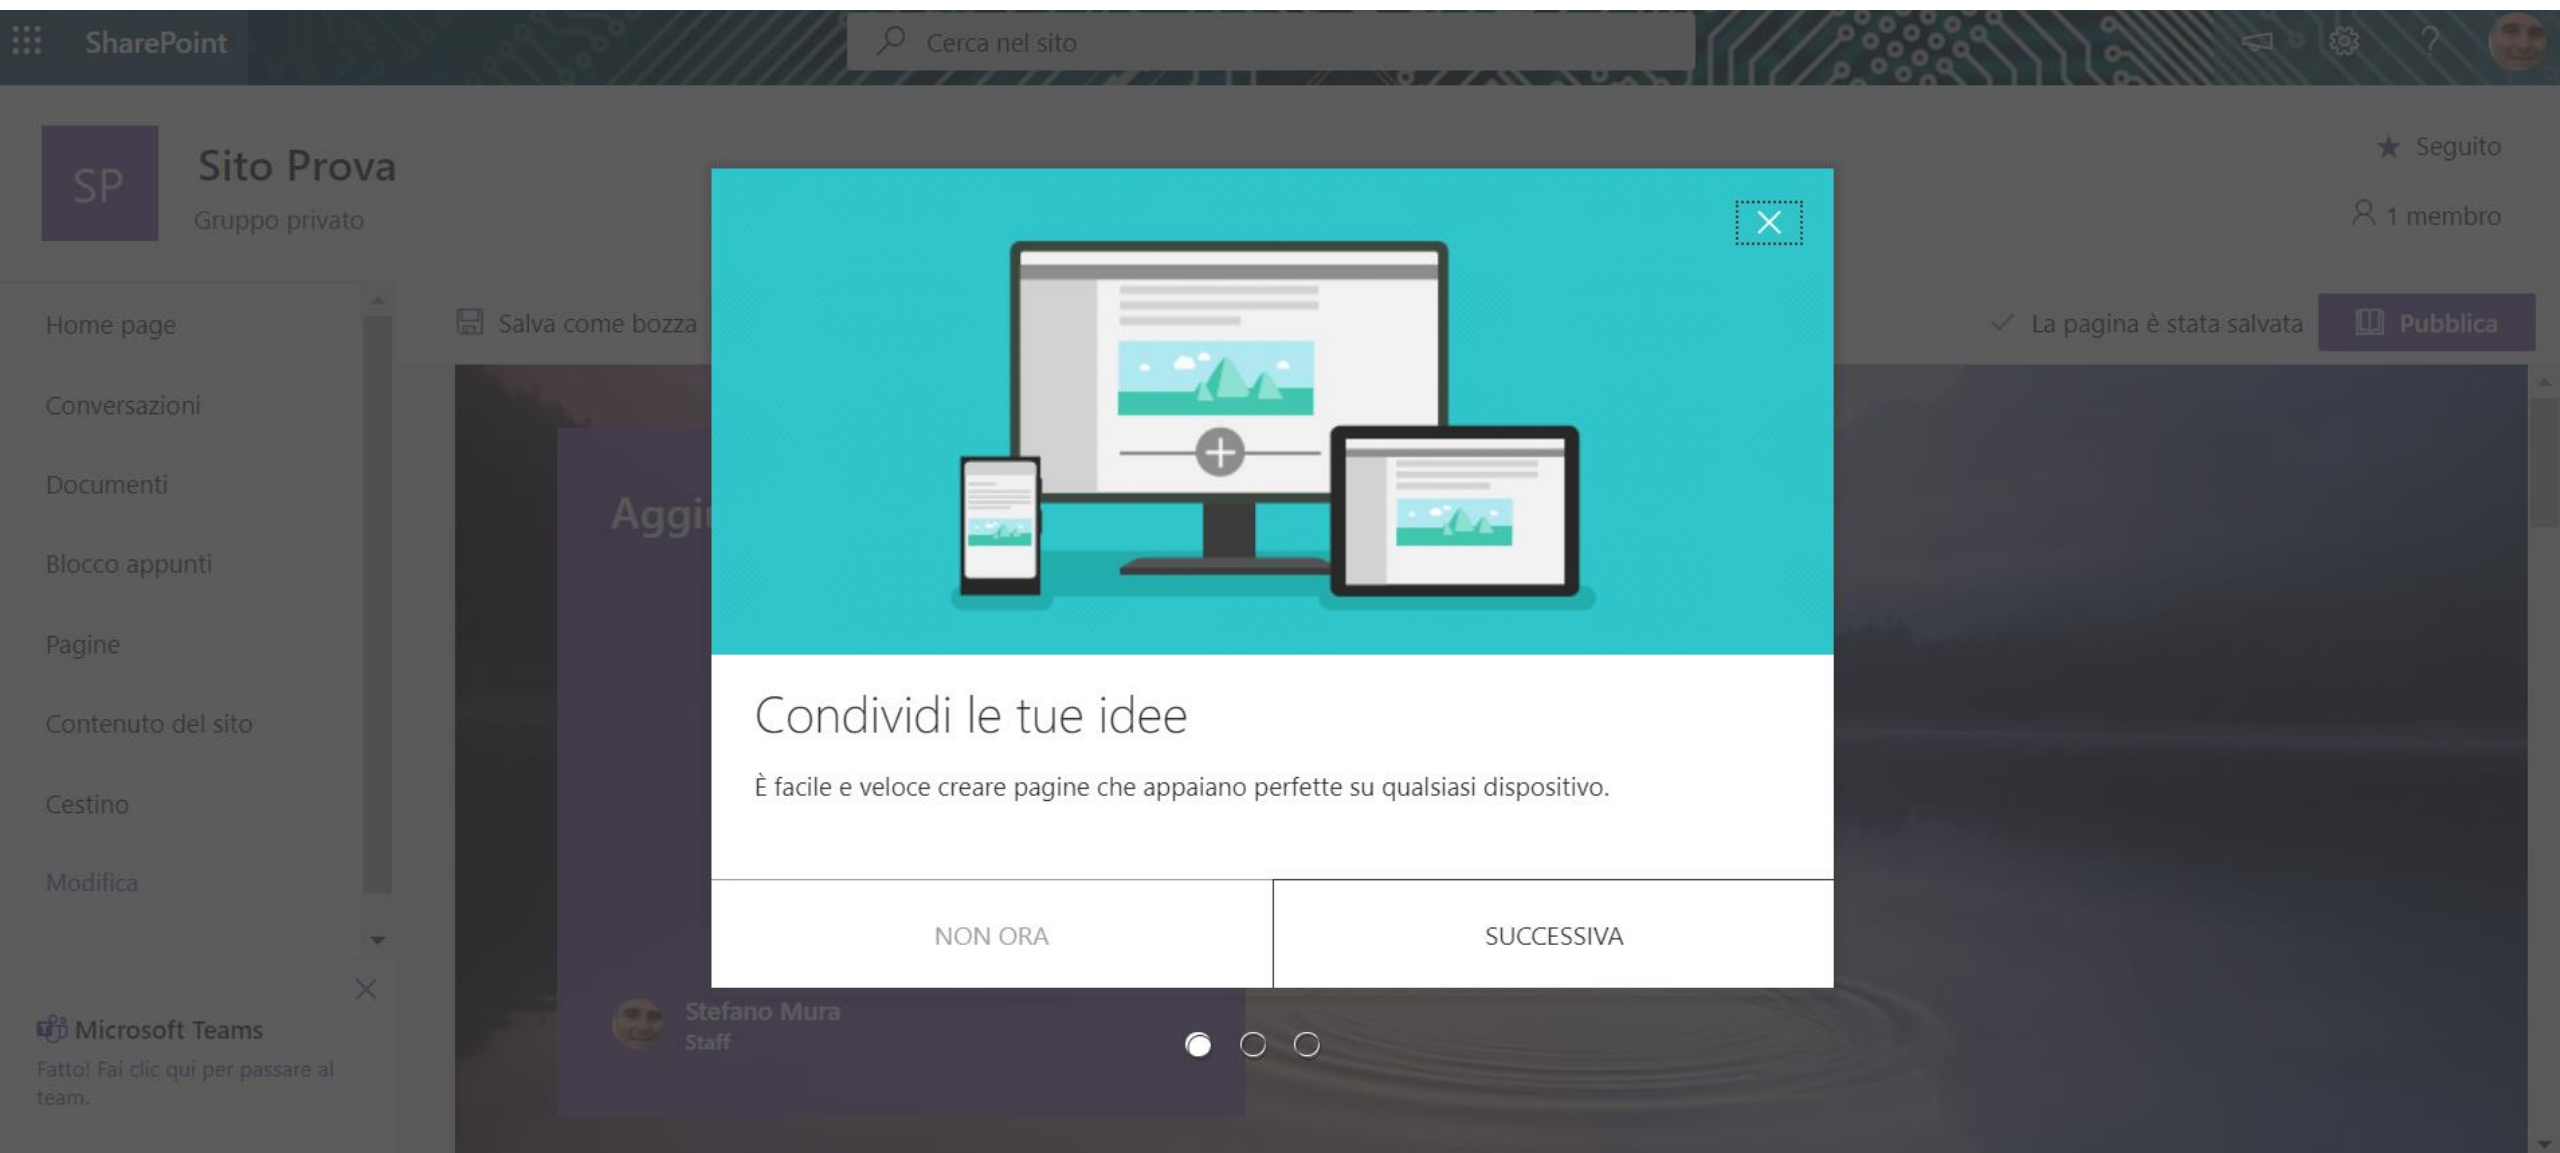 SharePoint
Cerca nel sito
?
SP
Sito Prova
Gruppo privato
Seguito
1 membro
Home page
Conversazioni
Documenti
Blocco appunti
Pagine
Contenuto del sito
Cestino
Modifica
Salva come bozza
La pagina è stata salvata
Pubblica
Aggiu
Condividi le tue idee
È facile e veloce creare pagine che appaiano perfette su qualsiasi dispositivo.
NON ORA
SUCCESSIVA
Stefano Mura
Staff
Microsoft Teams
Fatto! Fai clic qui per passare al
team.